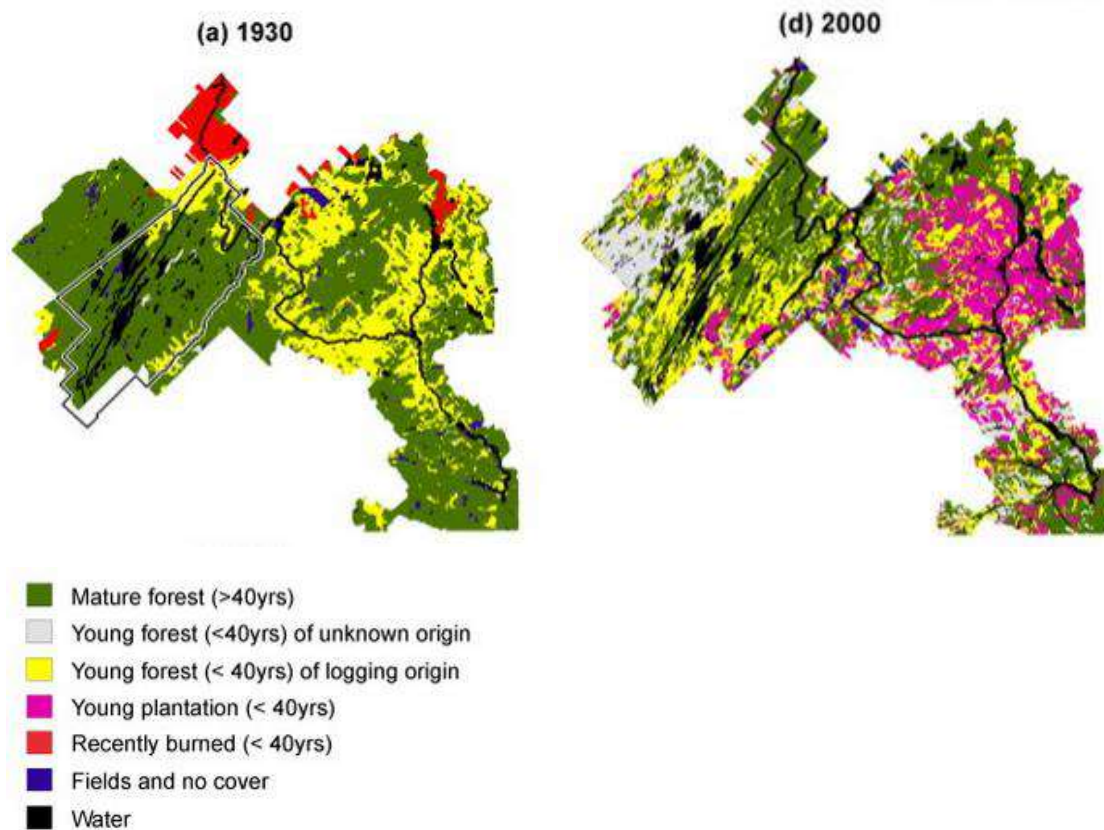 (a) 1930
(d) 2000
Mature forest (>40yrs)
Young forest (<40yrs) of unknown origin
Young forest (< 40yrs) of logging origin
Young plantation (< 40yrs)
Recently burned (< 40yrs)
Fields and no cover
Water